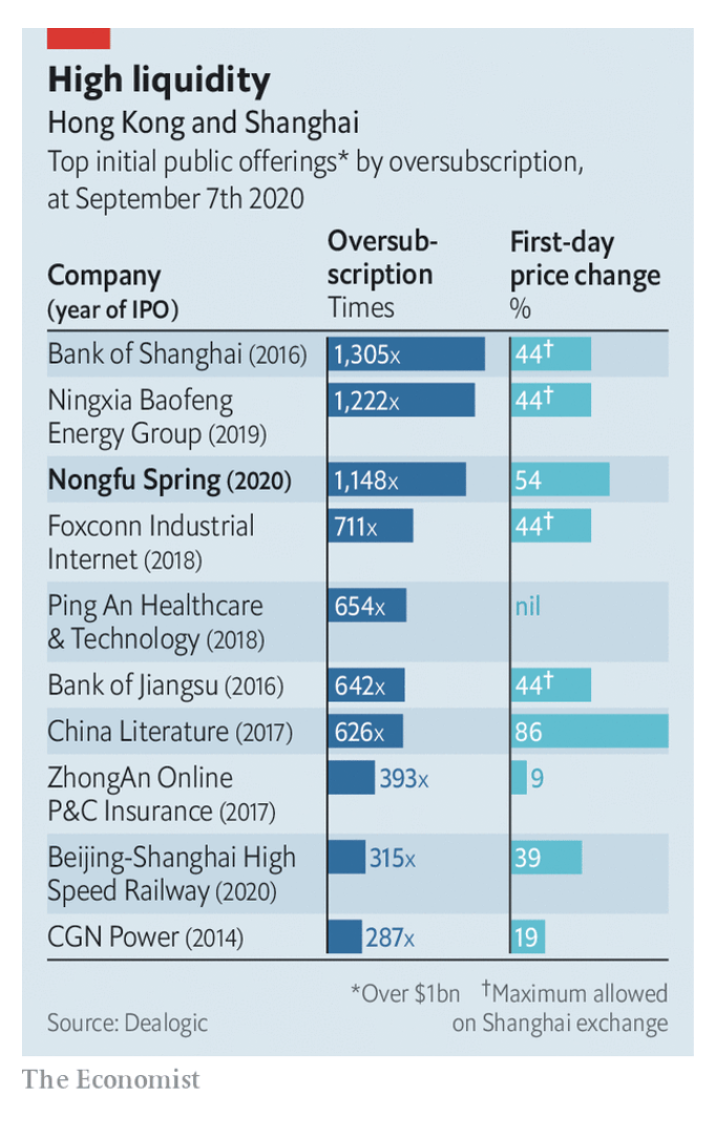 High liquidity
Hong Kong and Shanghai
Top initial public offerings* by oversubscription,
at September 7th 2020
Company
(year of IPO)
Oversub-
scription
Times
First-day
price change
%
Bank of Shanghai (2016) 1,305x 44†
Ningxia Baofeng 1,222x 44†
Energy Group (2019)
Nongfu Spring (2020) 1,148x 54
Foxconn Industrial 711x 44†
Internet (2018)
Ping An Healthcare 654x nil
& Technology (2018)
Bank of Jiangsu (2016) 642x 44†
China Literature (2017) 626x 86
ZhongAn Online 393x 9
P&C Insurance (2017)
Beijing-Shanghai High 315x 39
Speed Railway (2020)
CGN Power (2014) 287x 19
*Over $1bn †Maximum allowed
Source: Dealogic on Shanghai exchange
The Economist